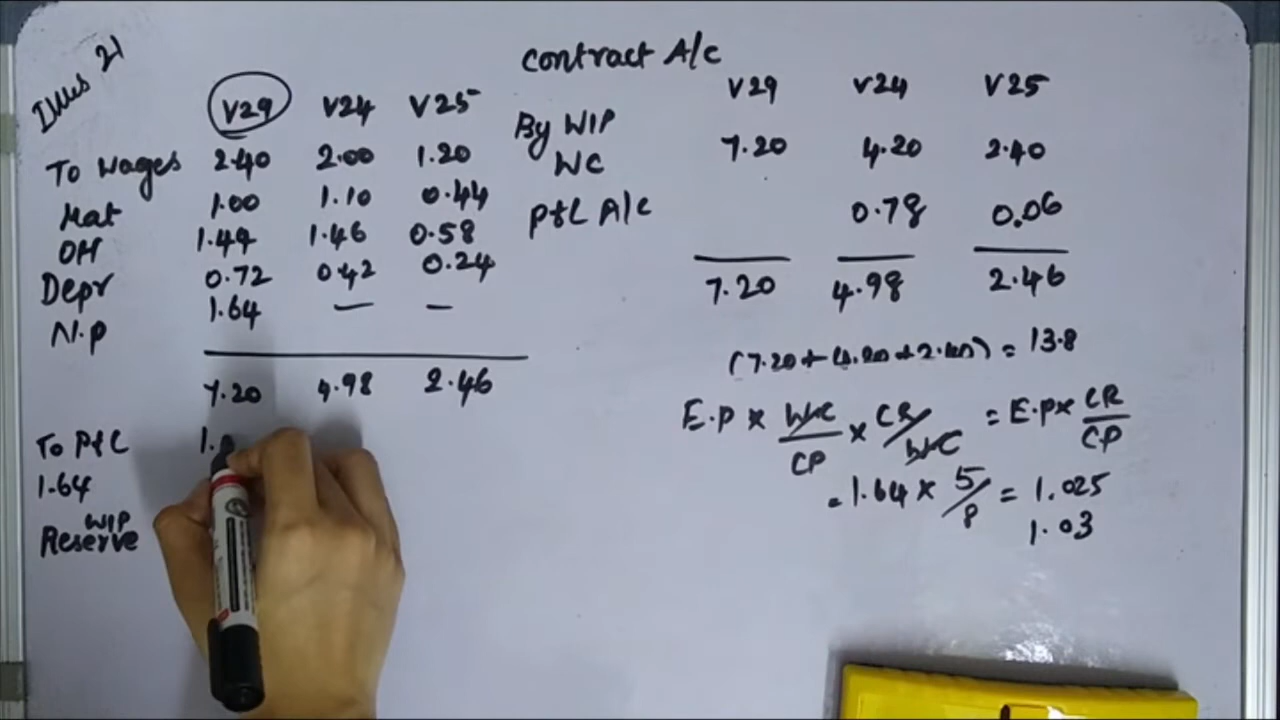 Illus 21
Contract A/c
V29 V24 V25
To Wages 2.40 2.00 1.20
Mat 1.00 1.10 0.44
OH 1.44 1.46 0.58
Depr 0.72 0.42 0.24
N.P 1.64 — —
7.20 4.98 2.46
To P&L 1.
1.64
WIP
Reserve
V29 V24 V25
By WIP
WC 7.20 4.20 2.40
P&L A/c 0.78 0.06
7.20 4.98 2.46
(7.20+4.20+2.40) = 13.8
E.P × WC/CP × CR/WC = E.P× CR/CP
= 1.64 × 5/8 = 1.025
1.03